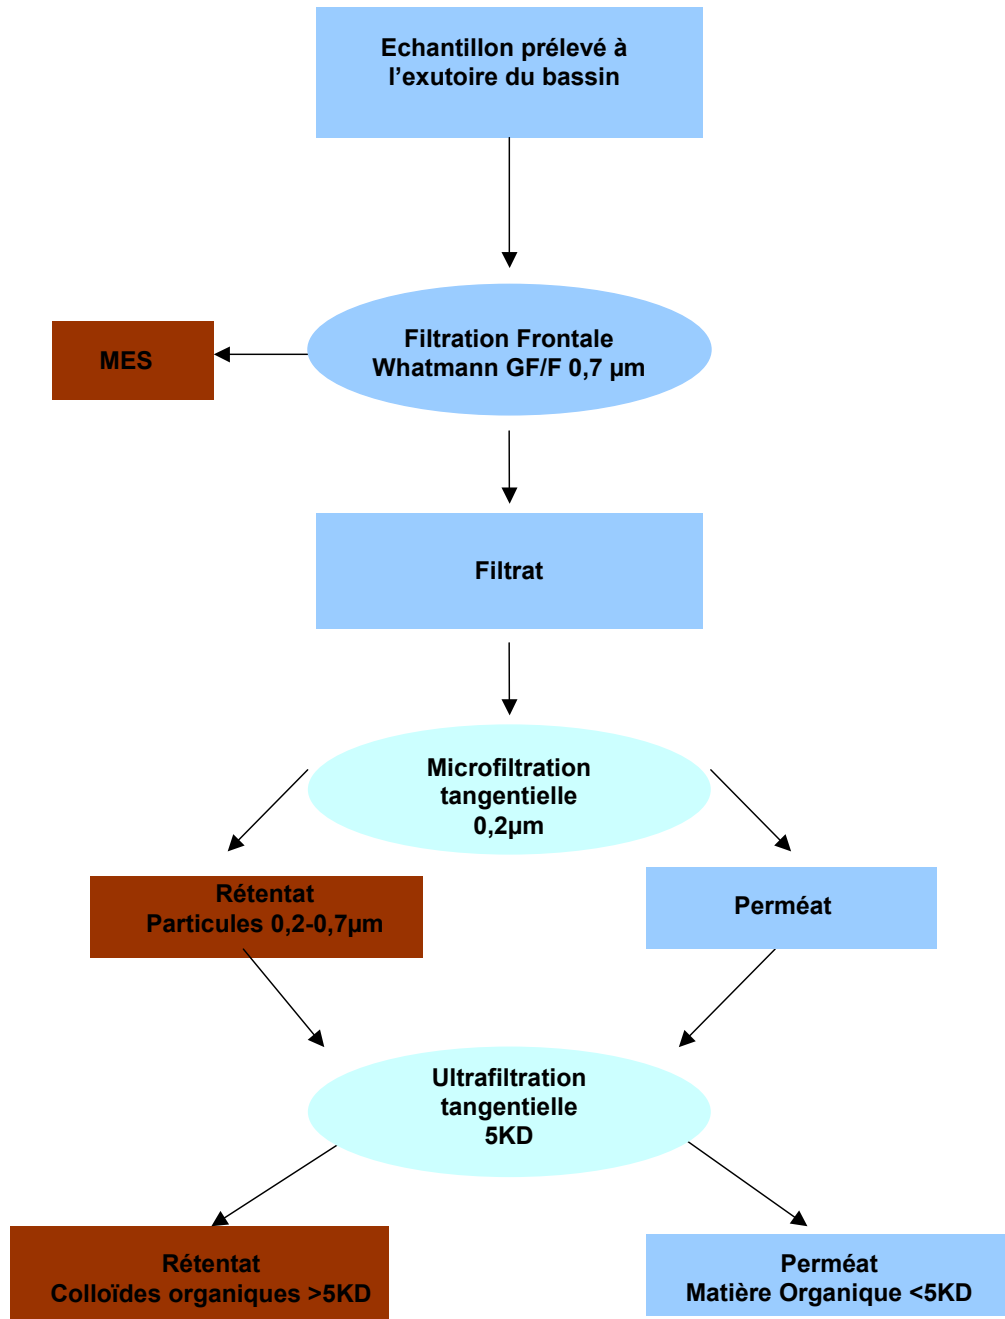 Echantillon prélevé à
l’exutoire du bassin
Filtration Frontale
Whatmann GF/F 0,7 µm
MES
Filtrat
Microfiltration
tangentielle
0,2µm
Rétentat
Particules 0,2-0,7µm
Perméat
Ultrafiltration
tangentielle
5KD
Rétentat
Colloïdes organiques >5KD
Perméat
Matière Organique <5KD